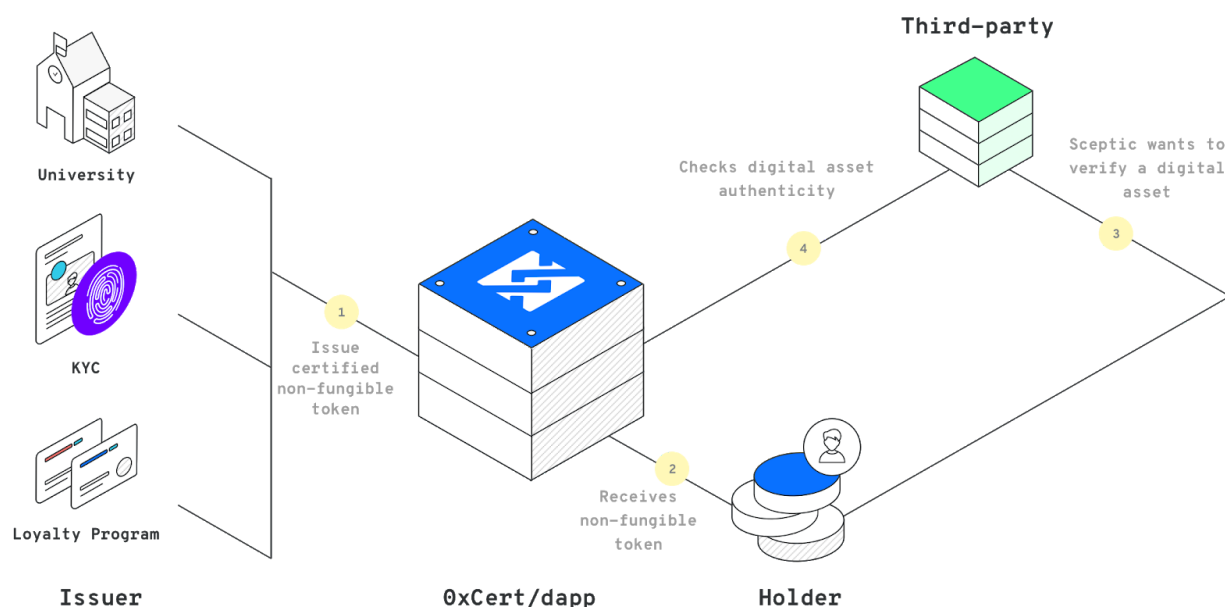 Third-party
Sceptic wants to
verify a digital
asset
Checks digital asset
authenticity
University
3
4
1
Issue
certified
non-fungible
token
KYC
2
Receives
non-fungible
token
Loyalty Program
Issuer
0xCert/dapp
Holder